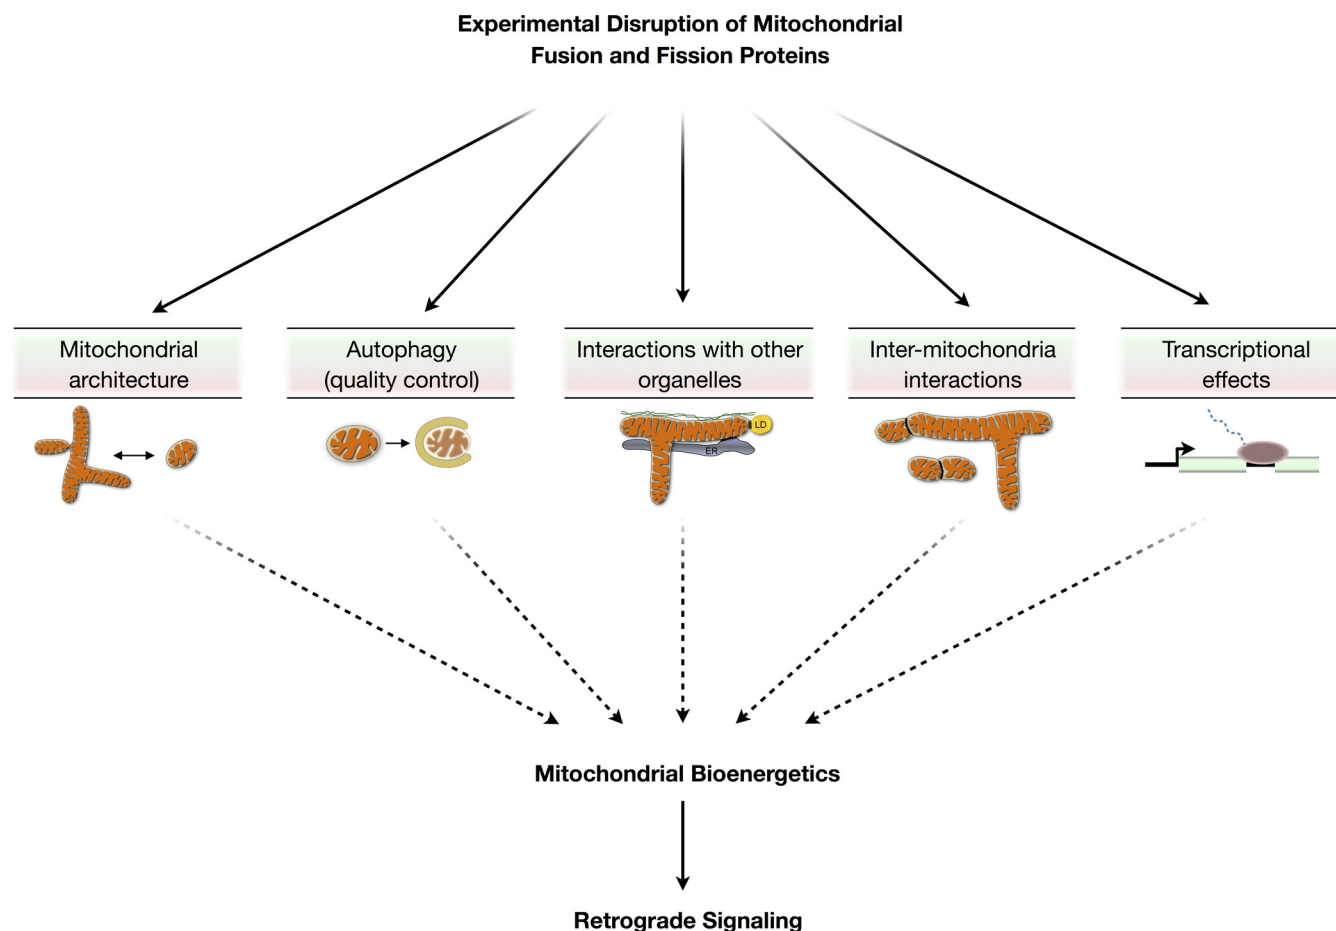 Experimental Disruption of Mitochondrial
Fusion and Fission Proteins
Mitochondrial
architecture
Autophagy
(quality control)
Interactions with other
organelles
Inter-mitochondria
interactions
Transcriptional
effects
LD
ER
Mitochondrial Bioenergetics
Retrograde Signaling